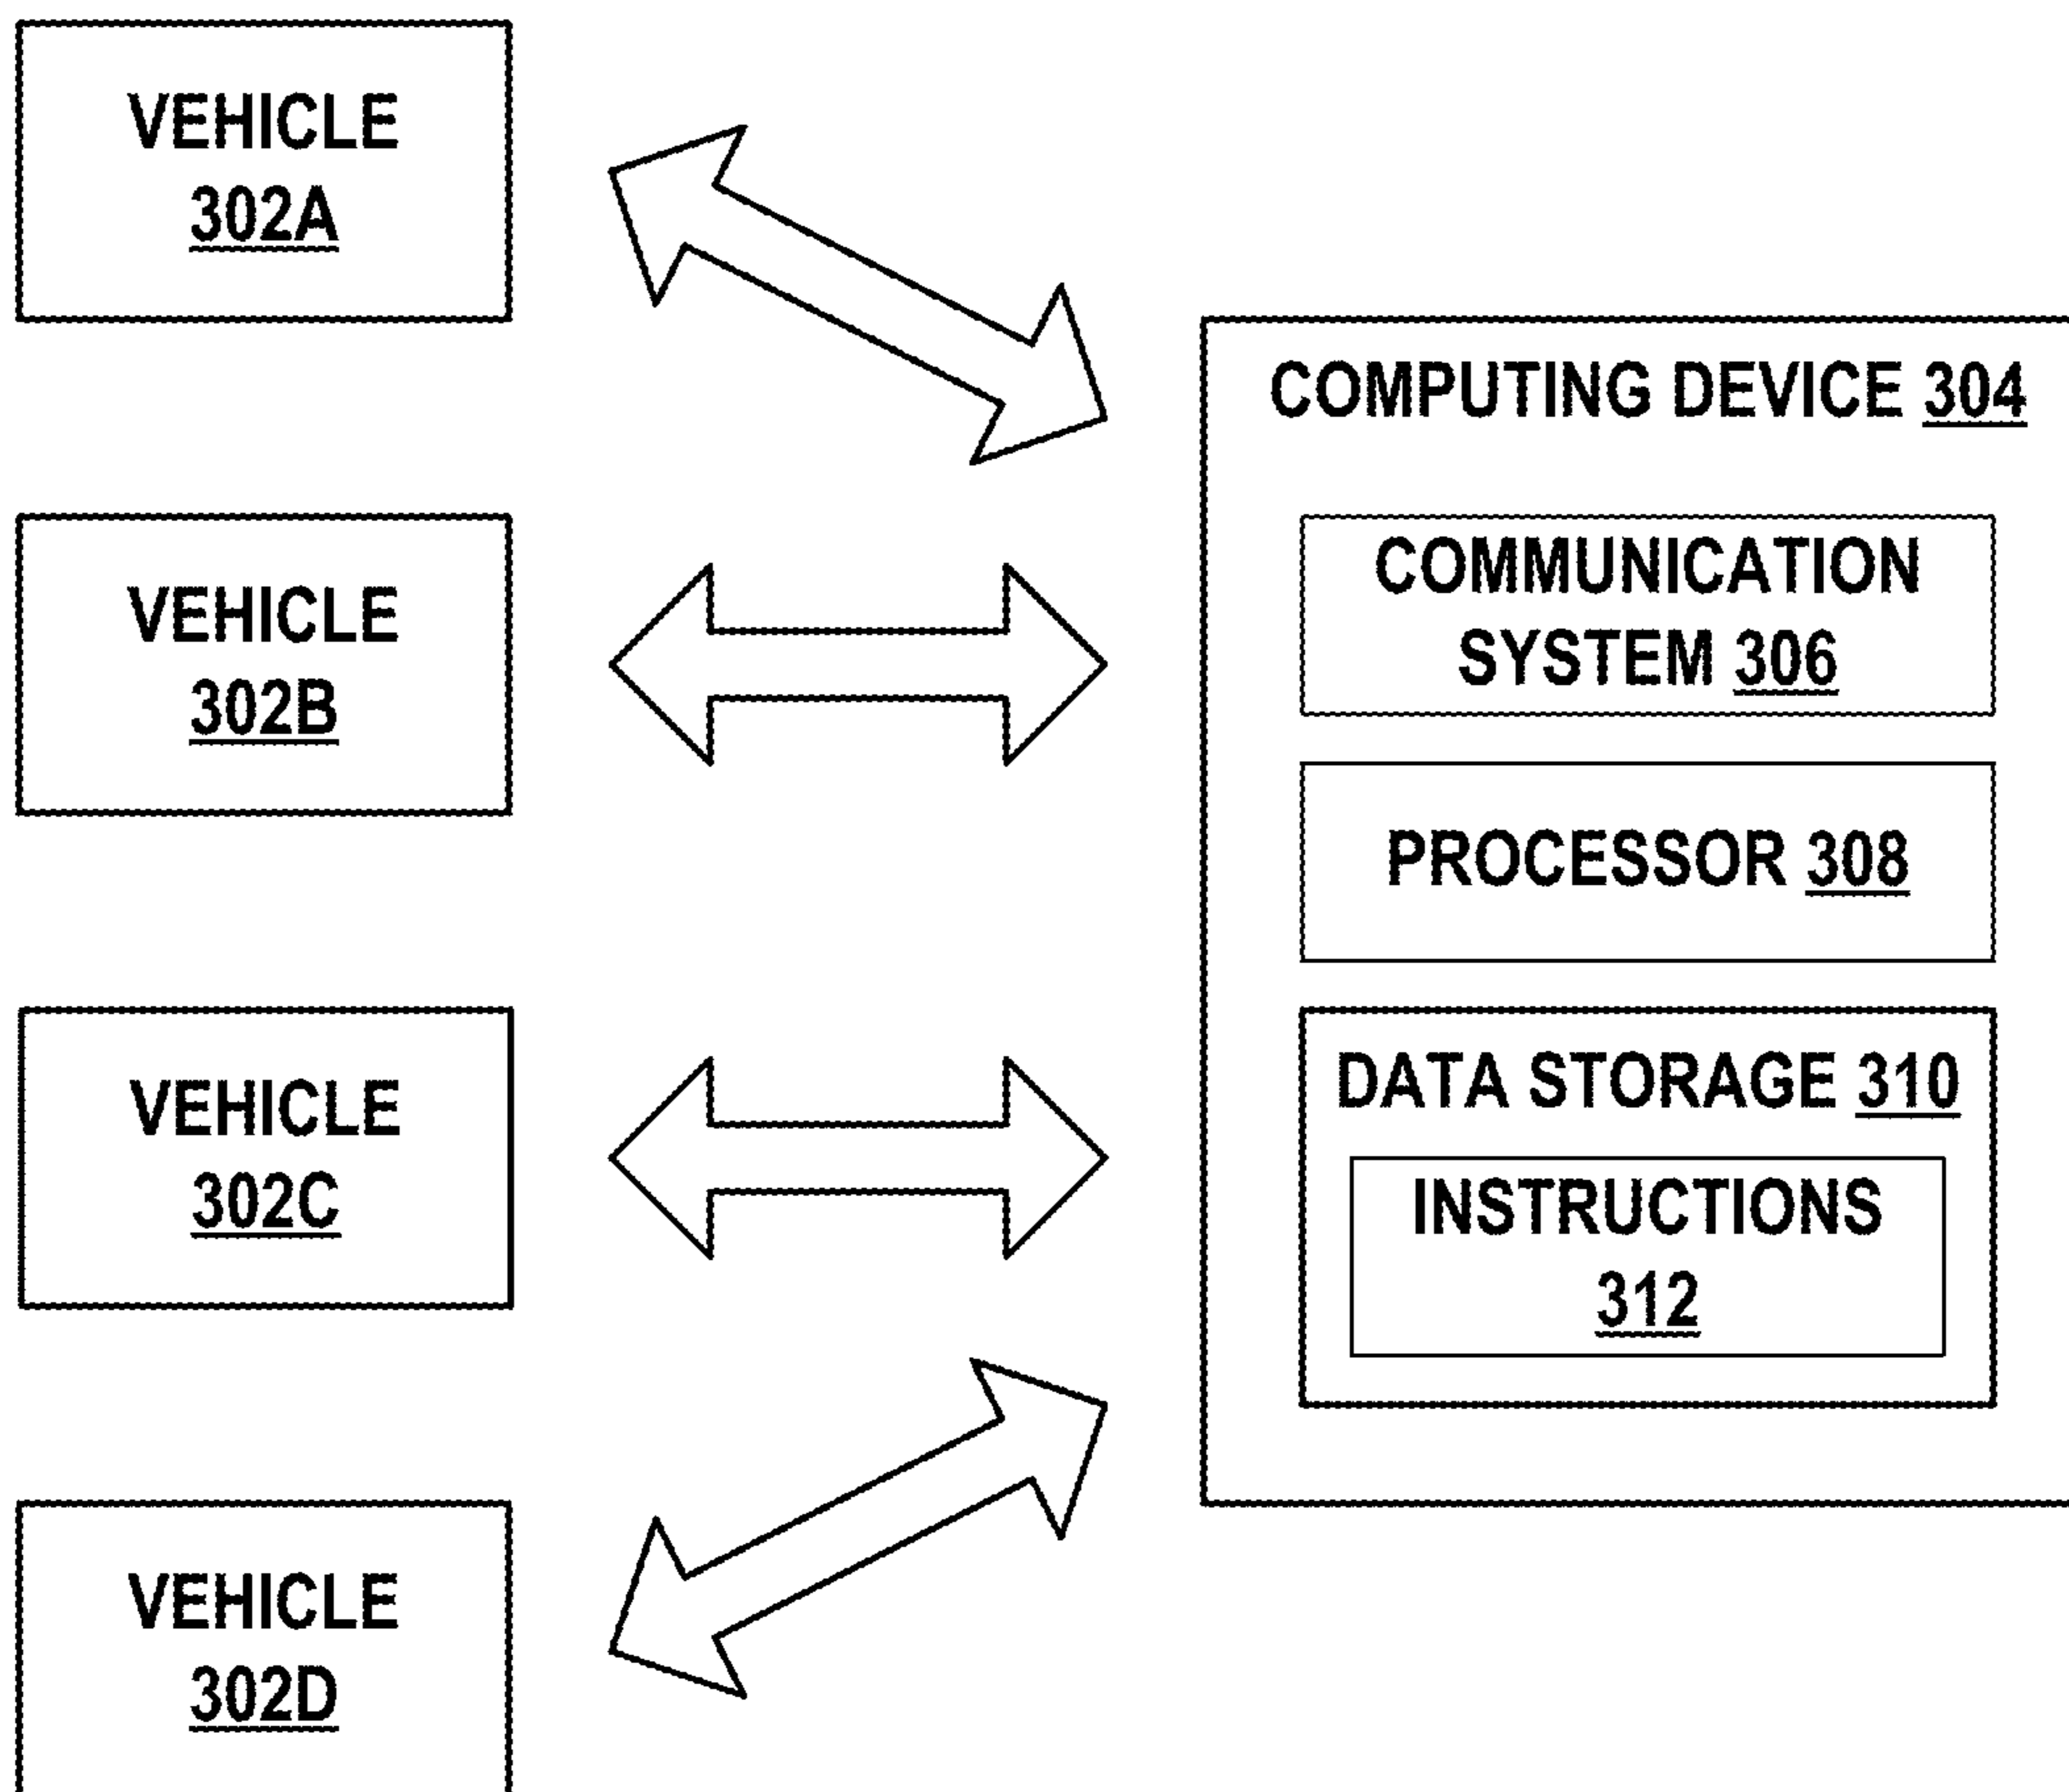 VEHICLE
302A
VEHICLE
302B
VEHICLE
302C
VEHICLE
302D
COMPUTING DEVICE 304
COMMUNICATION
SYSTEM 306
PROCESSOR 308
DATA STORAGE 310
INSTRUCTIONS
312